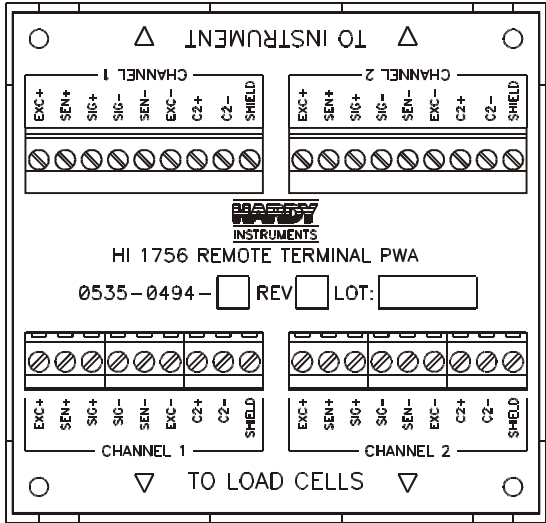 TO INSTRUMENT
CHANNEL 1 CHANNEL 2
EXC+ SEN+ SIG+ SIG- SEN- EXC- C2+ C2- SHIELD EXC+ SEN+ SIG+ SIG- SEN- EXC- C2+ C2- SHIELD
HARDY
INSTRUMENTS
HI 1756 REMOTE TERMINAL PWA
0535-0494- REV LOT:
EXC+ SEN+ SIG+ SIG- SEN- EXC- C2+ C2- SHIELD EXC+ SEN+ SIG+ SIG- SEN- EXC- C2+ C2- SHIELD
CHANNEL 1 CHANNEL 2
TO LOAD CELLS